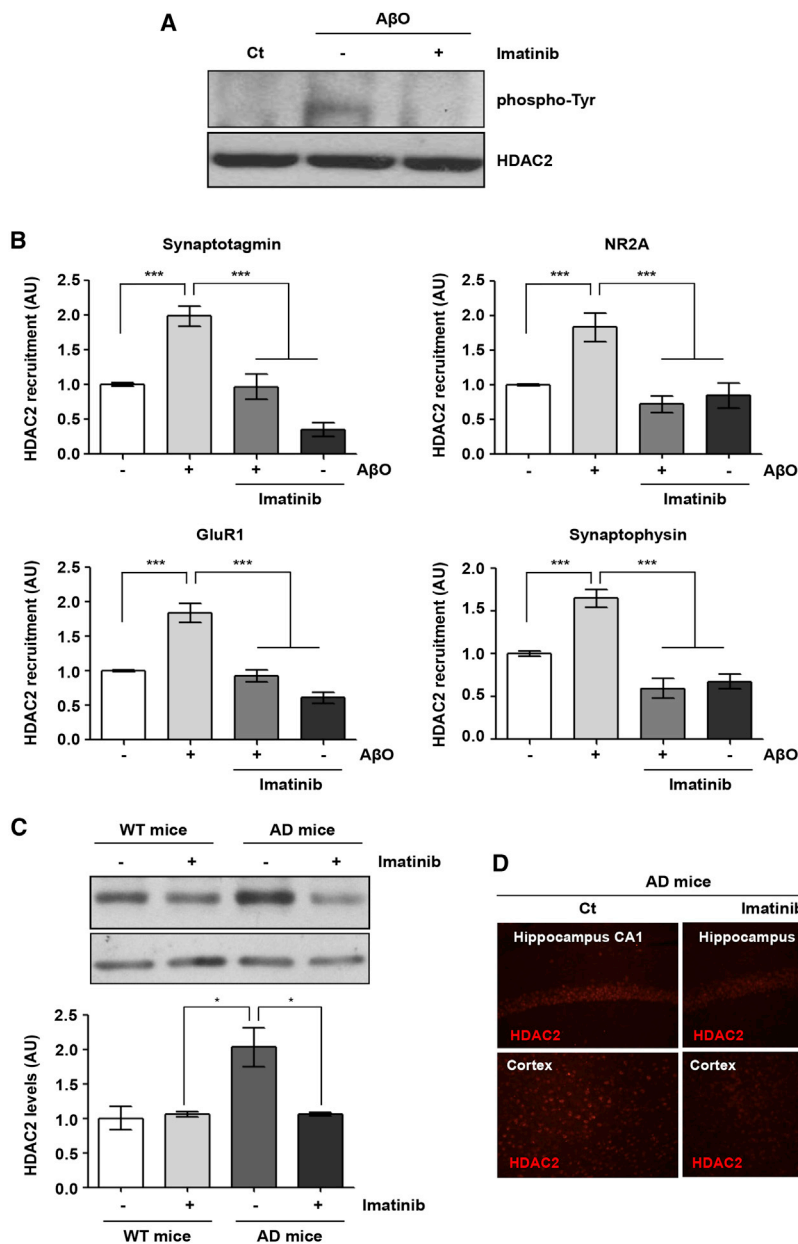 A
AβO
Ct - + Imatinib
phospho-Tyr
HDAC2
B
Synaptotagmin
HDAC2 recruitment (AU)
2.5
2.0
1.5
1.0
0.5
0.0
*** ***
- + + - AβO
Imatinib
NR2A
HDAC2 recruitment (AU)
2.5
2.0
1.5
1.0
0.5
0.0
*** ***
- + + - AβO
Imatinib
GluR1
HDAC2 recruitment (AU)
2.5
2.0
1.5
1.0
0.5
0.0
*** ***
- + + - AβO
Imatinib
Synaptophysin
HDAC2 recruitment (AU)
2.0
1.5
1.0
0.5
0.0
*** ***
- + + - AβO
Imatinib
C
WT mice AD mice
- + - + Imatinib
HDAC2 levels (AU)
2.5
2.0
1.5
1.0
0.5
0.0
* *
- + - + Imatinib
WT mice AD mice
D
AD mice
Ct Imatinib
Hippocampus CA1 Hippocampus
HDAC2 HDAC2
Cortex Cortex
HDAC2 HDAC2